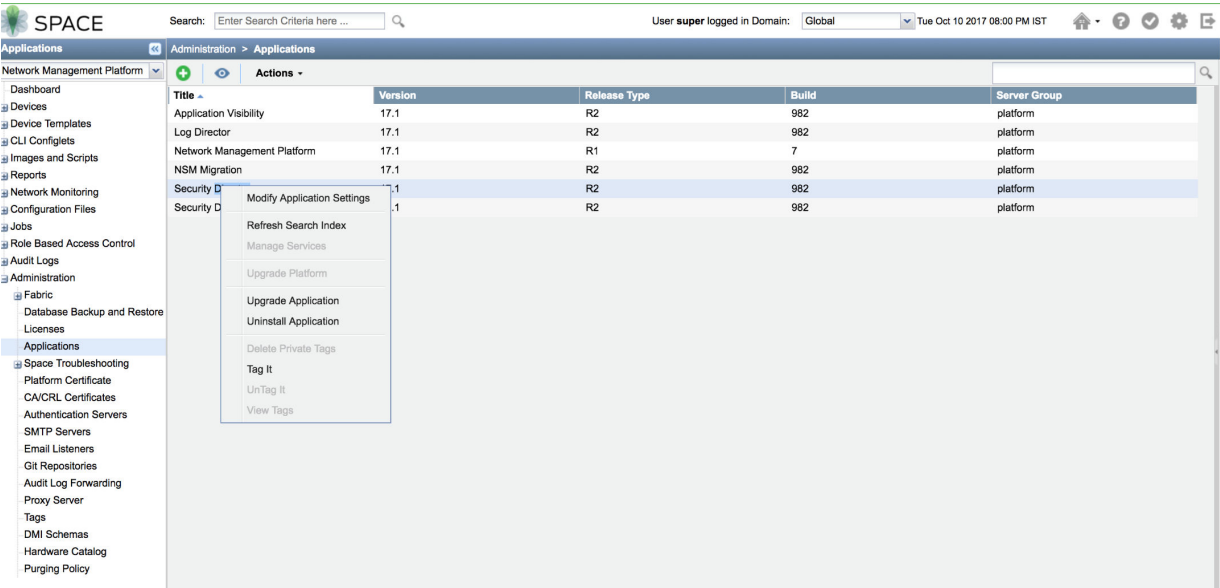 SPACE
Search: Enter Search Criteria here ...
User super logged in Domain: Global
Tue Oct 10 2017 08:00 PM IST
Applications
Administration > Applications
Network Management Platform
Actions
Dashboard
Devices
Device Templates
CLI Configlets
Images and Scripts
Reports
Network Monitoring
Configuration Files
Jobs
Role Based Access Control
Audit Logs
Administration
Fabric
Database Backup and Restore
Licenses
Applications
Space Troubleshooting
Platform Certificate
CA/CRL Certificates
Authentication Servers
SMTP Servers
Email Listeners
Git Repositories
Audit Log Forwarding
Proxy Server
Tags
DMI Schemas
Hardware Catalog
Purging Policy
Title Version Release Type Build Server Group
Application Visibility 17.1 R2 982 platform
Log Director 17.1 R2 982 platform
Network Management Platform 17.1 R1 7 platform
NSM Migration 17.1 R2 982 platform
Security .1 R2 982 platform
Security .1 R2 982 platform
Modify Application Settings
Refresh Search Index
Manage Services
Upgrade Platform
Upgrade Application
Uninstall Application
Delete Private Tags
Tag It
UnTag It
View Tags